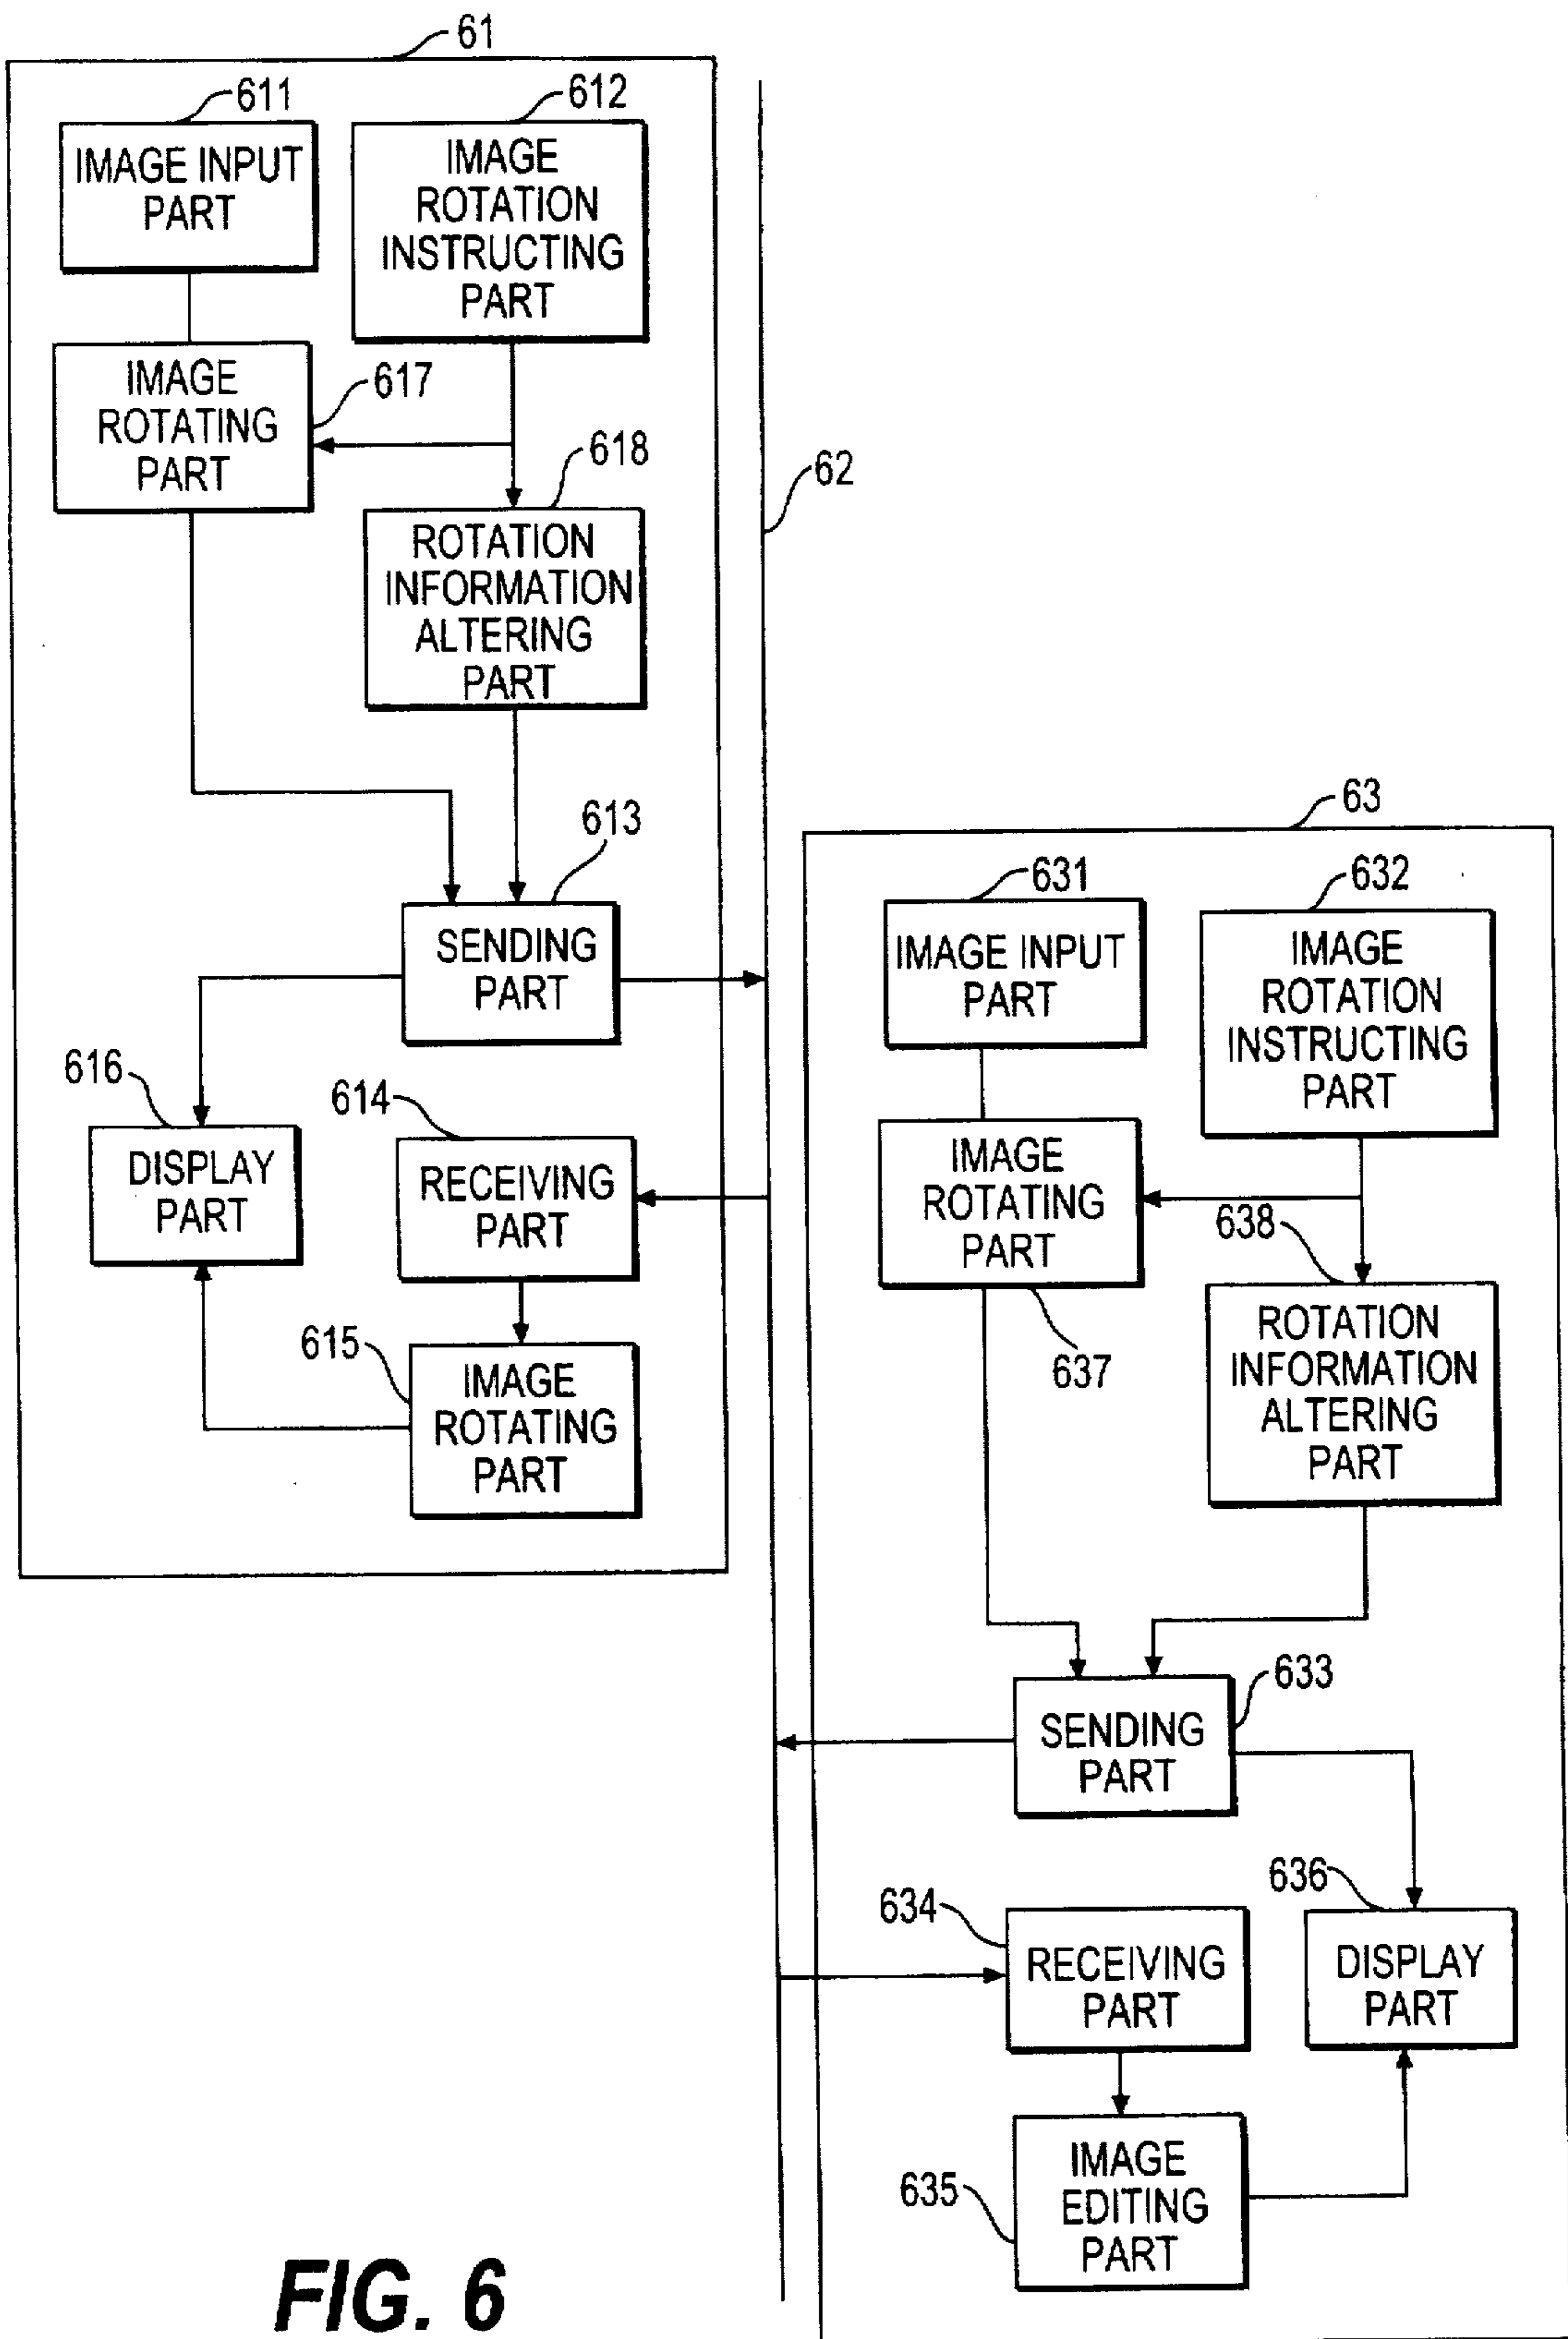 61
611
612
IMAGE INPUT
PART
IMAGE
ROTATION
INSTRUCTING
PART
IMAGE
ROTATING
PART
617
618
62
ROTATION
INFORMATION
ALTERING
PART
613
SENDING
PART
616
614
DISPLAY
PART
RECEIVING
PART
615
IMAGE
ROTATING
PART
63
631
632
IMAGE INPUT
PART
IMAGE
ROTATION
INSTRUCTING
PART
IMAGE
ROTATING
PART
638
637
ROTATION
INFORMATION
ALTERING
PART
633
SENDING
PART
634
636
RECEIVING
PART
DISPLAY
PART
635
IMAGE
EDITING
PART
FIG. 6